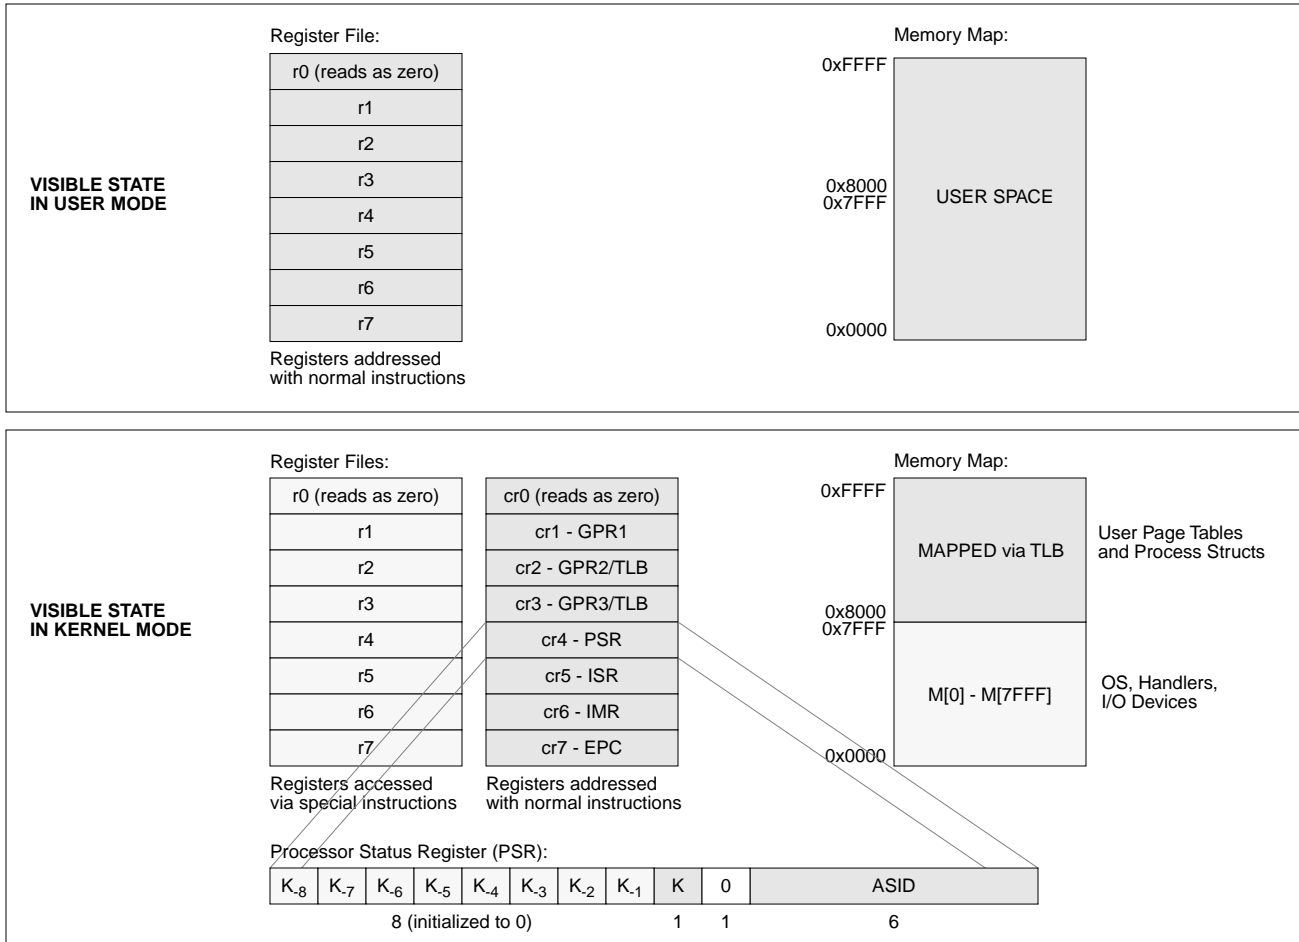 Register File:
Memory Map:
r0 (reads as zero)
r1
r2
r3
r4
r5
r6
r7
VISIBLE STATE
IN USER MODE
0xFFFF
0x8000
0x7FFF
0x0000
USER SPACE
Registers addressed
with normal instructions
Register Files:
Memory Map:
r0 (reads as zero)
r1
r2
r3
r4
r5
r6
r7
cr0 (reads as zero)
cr1 - GPR1
cr2 - GPR2/TLB
cr3 - GPR3/TLB
cr4 - PSR
cr5 - ISR
cr6 - IMR
cr7 - EPC
VISIBLE STATE
IN KERNEL MODE
0xFFFF
0x8000
0x7FFF
0x0000
MAPPED via TLB
M[0] - M[7FFF]
User Page Tables
and Process Structs
OS, Handlers,
I/O Devices
Registers accessed
via special instructions
Registers addressed
with normal instructions
Processor Status Register (PSR):
K-8 K-7 K-6 K-5 K-4 K-3 K-2 K-1 K 0 ASID
8 (initialized to 0) 1 1 6